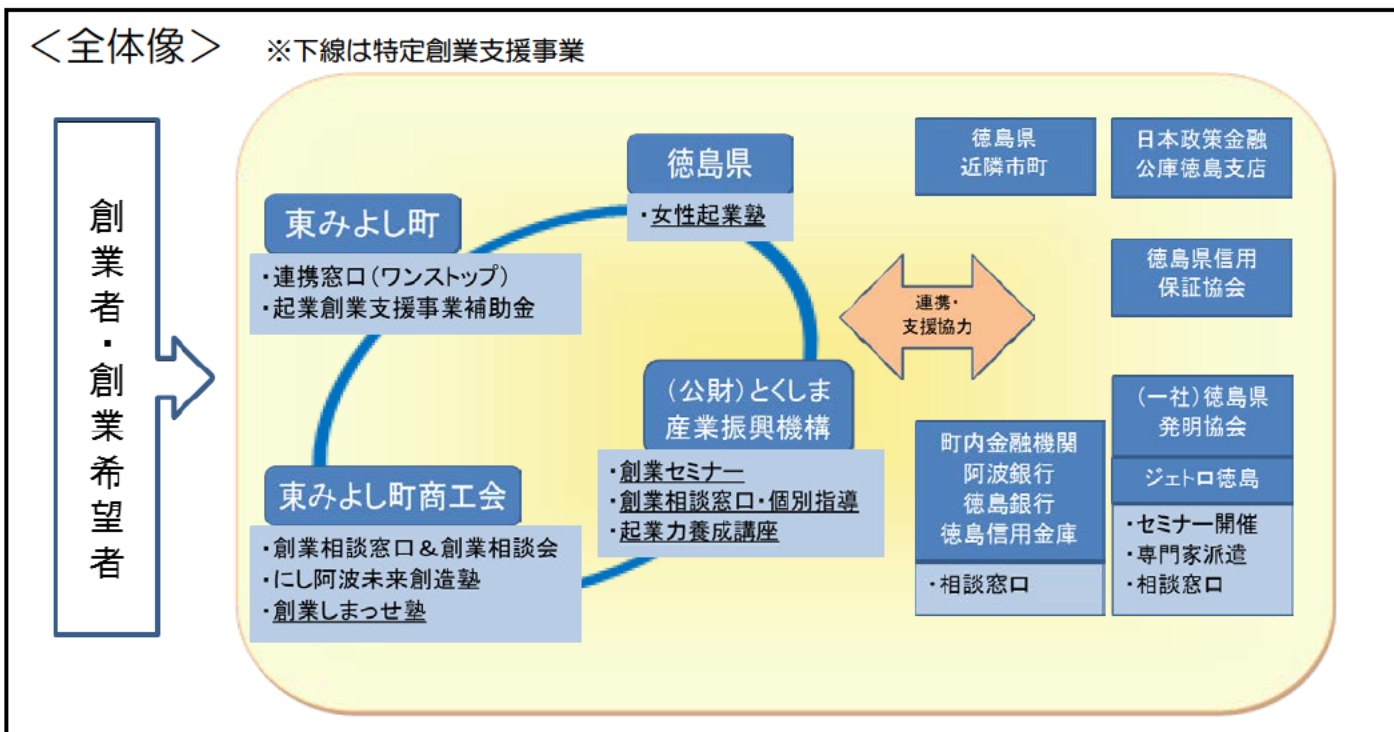 ＜全体像＞　※下線は特定創業支援事業
創業者・創業希望者
東みよし町
・連携窓口（ワンストップ）
・起業創業支援事業補助金
徳島県
・女性起業塾
（公財）とくしま
産業振興機構
・創業セミナー
・創業相談窓口・個別指導
・起業力養成講座
東みよし町商工会
・創業相談窓口＆創業相談会
・にし阿波未来創造塾
・創業しまっせ塾
連携・
支援協力
徳島県
近隣市町
日本政策金融
公庫徳島支店
徳島県信用
保証協会
町内金融機関
阿波銀行
徳島銀行
徳島信用金庫
・相談窓口
（一社）徳島県
発明協会
ジェトロ徳島
・セミナー開催
・専門家派遣
・相談窓口